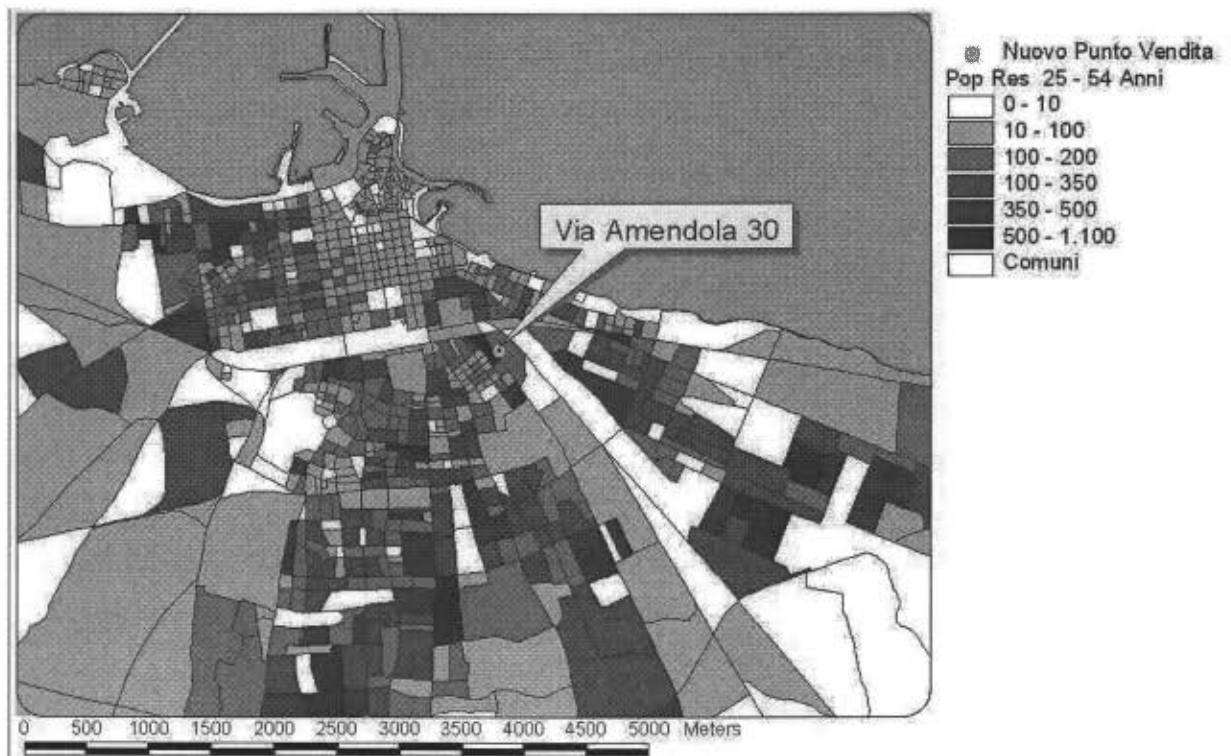 Nuovo Punto Vendita
Pop Res 25 - 54 Anni
0 - 10
10 - 100
100 - 200
100 - 350
350 - 500
500 - 1.100
Comuni
Via Amendola 30
0 500 1000 1500 2000 2500 3000 3500 4000 4500 5000 Meters